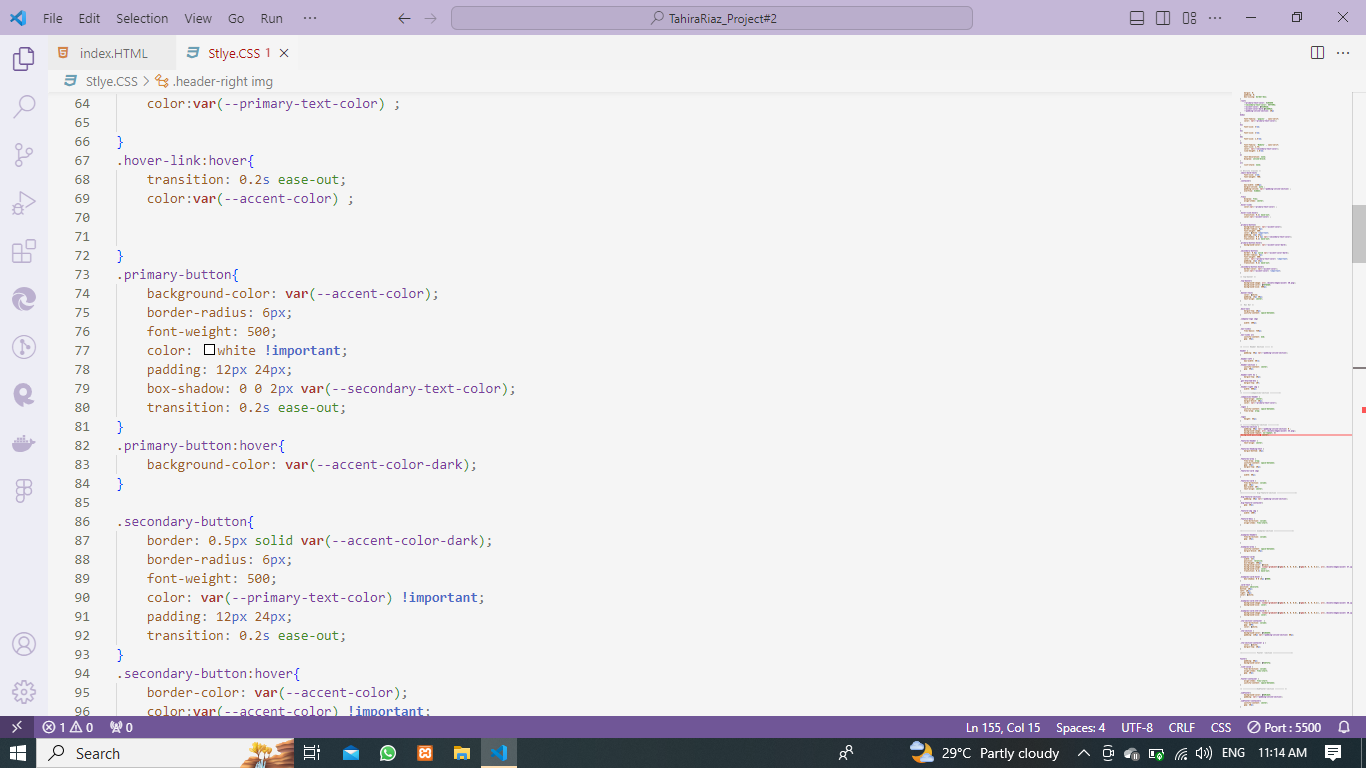 File Edit Selection View Go Run ··· TahiraRiaz_Project#2
index.HTML Stlye.CSS 1
Stlye.CSS > .header-right img
64 color:var(--primary-text-color) ;
65
66 }
67 .hover-link:hover{
68 transition: 0.2s ease-out;
69 color:var(--accent-color) ;
70
71
72 }
73 .primary-button{
74 background-color: var(--accent-color);
75 border-radius: 6px;
76 font-weight: 500;
77 color: white !important;
78 padding: 12px 24px;
79 box-shadow: 0 0 2px var(--secondary-text-color);
80 transition: 0.2s ease-out;
81 }
82 .primary-button:hover{
83 background-color: var(--accent-color-dark);
84 }
85
86 .secondary-button{
87 border: 0.5px solid var(--accent-color-dark);
88 border-radius: 6px;
89 font-weight: 500;
90 color: var(--primary-text-color) !important;
91 padding: 12px 24px;
92 transition: 0.2s ease-out;
93 }
94 .secondary-button:hover{
95 border-color: var(--accent-color);
96 color:var(--accent-color) !important;
1 0 0 Ln 155, Col 15 Spaces: 4 UTF-8 CRLF CSS Port : 5500
Search 29°C Partly cloudy ENG 11:14 AM